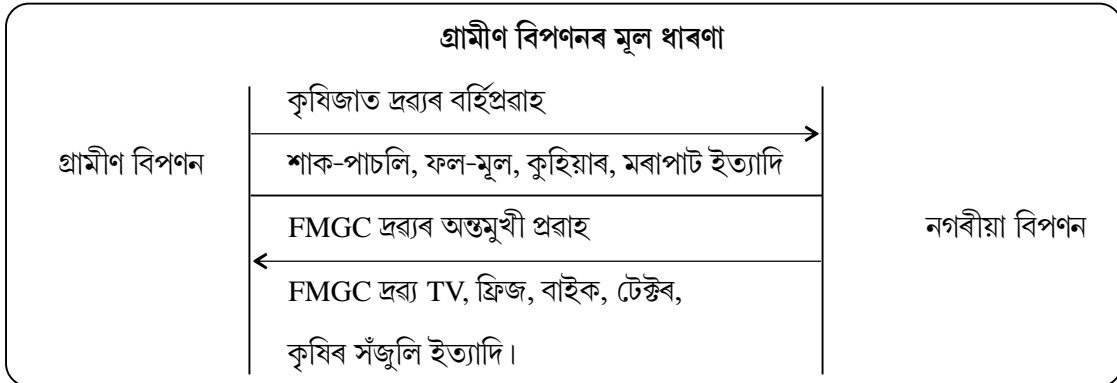 গ্ৰামীণ বিপণনৰ মূল ধাৰণা
কৃষিজাত দ্ৰব্যৰ বৰ্হিপ্ৰৱাহ
গ্ৰামীণ বিপণন
শাক-পাচলি, ফল-মূল, কুহিয়াৰ, মৰাপাট ইত্যাদি
FMGC দ্ৰব্যৰ অন্তমুখী প্ৰৱাহ
নগৰীয়া বিপণন
FMGC দ্ৰব্য TV, ফ্ৰিজ, বাইক, টেক্টৰ,
কৃষিৰ সঁজুলি ইত্যাদি।